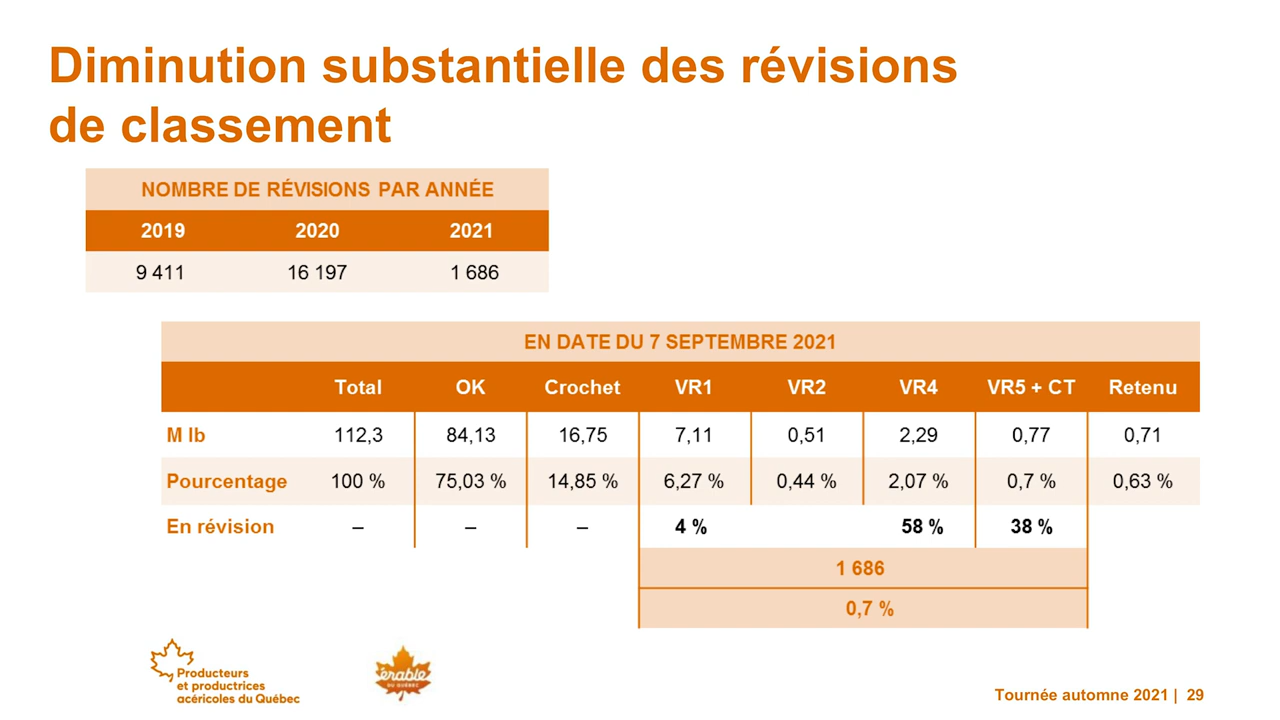 Diminution substantielle des révisions
de classement
NOMBRE DE RÉVISIONS PAR ANNÉE
2019 2020 2021
9 411 16 197 1 686
EN DATE DU 7 SEPTEMBRE 2021
Total OK Crochet VR1 VR2 VR4 VR5 + CT Retenu
M lb 112,3 84,13 16,75 7,11 0,51 2,29 0,77 0,71
Pourcentage 100 % 75,03 % 14,85 % 6,27 % 0,44 % 2,07 % 0,7 % 0,63 %
En révision – – – 4 % 58 % 38 %
1 686
0,7 %
Producteurs
et productrices
acéricoles du Québec
érable
DU QUÉBEC
Tournée automne 2021 | 29